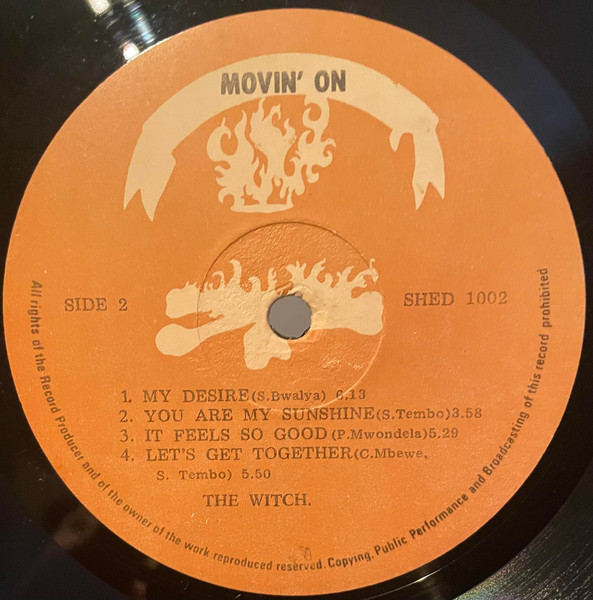 MOVIN' ON
SIDE 2
SHED 1002
1. MY DESIRE(S.Bwalya) 6.13
2. YOU ARE MY SUNSHINE(S.Tembo)3.58
3. IT FEELS SO GOOD(P.Mwondela)5.29
4. LET'S GET TOGETHER(C.Mbewe,
S. Tembo) 5.50
THE WITCH.
All rights of the Record Producer and of the owner of the work reproduced reserved. Copying, Public Performance and Broadcasting of this record prohibited